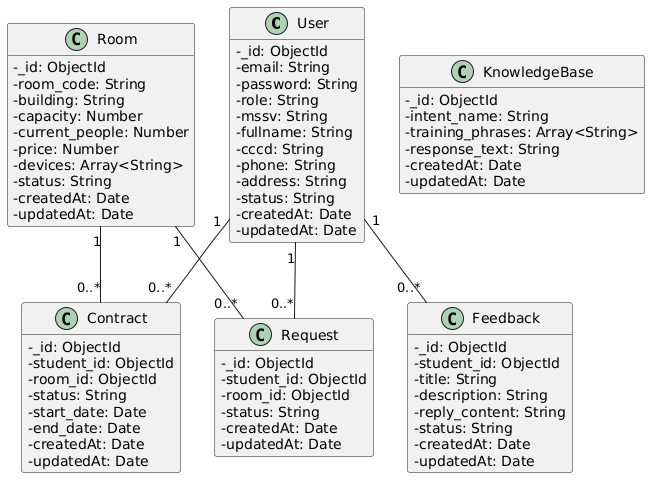 C Room
-_id: ObjectId
-room_code: String
-building: String
-capacity: Number
-current_people: Number
-price: Number
-devices: Array<String>
-status: String
-createdAt: Date
-updatedAt: Date
C User
-_id: ObjectId
-email: String
-password: String
-role: String
-mssv: String
-fullname: String
-cccd: String
-phone: String
-address: String
-status: String
-createdAt: Date
-updatedAt: Date
C KnowledgeBase
-_id: ObjectId
-intent_name: String
-training_phrases: Array<String>
-response_text: String
-createdAt: Date
-updatedAt: Date
1
1
1
1
1
0..*
0..*
0..*
0..*
0..*
C Contract
-_id: ObjectId
-student_id: ObjectId
-room_id: ObjectId
-status: String
-start_date: Date
-end_date: Date
-createdAt: Date
-updatedAt: Date
C Request
-_id: ObjectId
-student_id: ObjectId
-room_id: ObjectId
-status: String
-createdAt: Date
-updatedAt: Date
C Feedback
-_id: ObjectId
-student_id: ObjectId
-title: String
-description: String
-reply_content: String
-status: String
-createdAt: Date
-updatedAt: Date